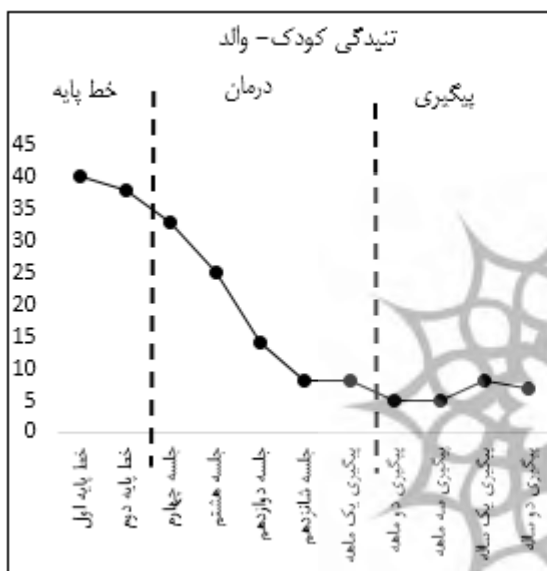 تنیدگی کودک- والد
خط پایه
درمان
پیگیری
45
40
35
30
25
20
15
10
5
0
خط پایه اول
خط پایه دوم
جلسه چهارم
جلسه هشتم
جلسه دوازدهم
جلسه شانزدهم
پیگیری یک ماهه
پیگیری دو ماهه
پیگیری سه ماهه
پیگیری یک ساله
پیگیری دو ساله